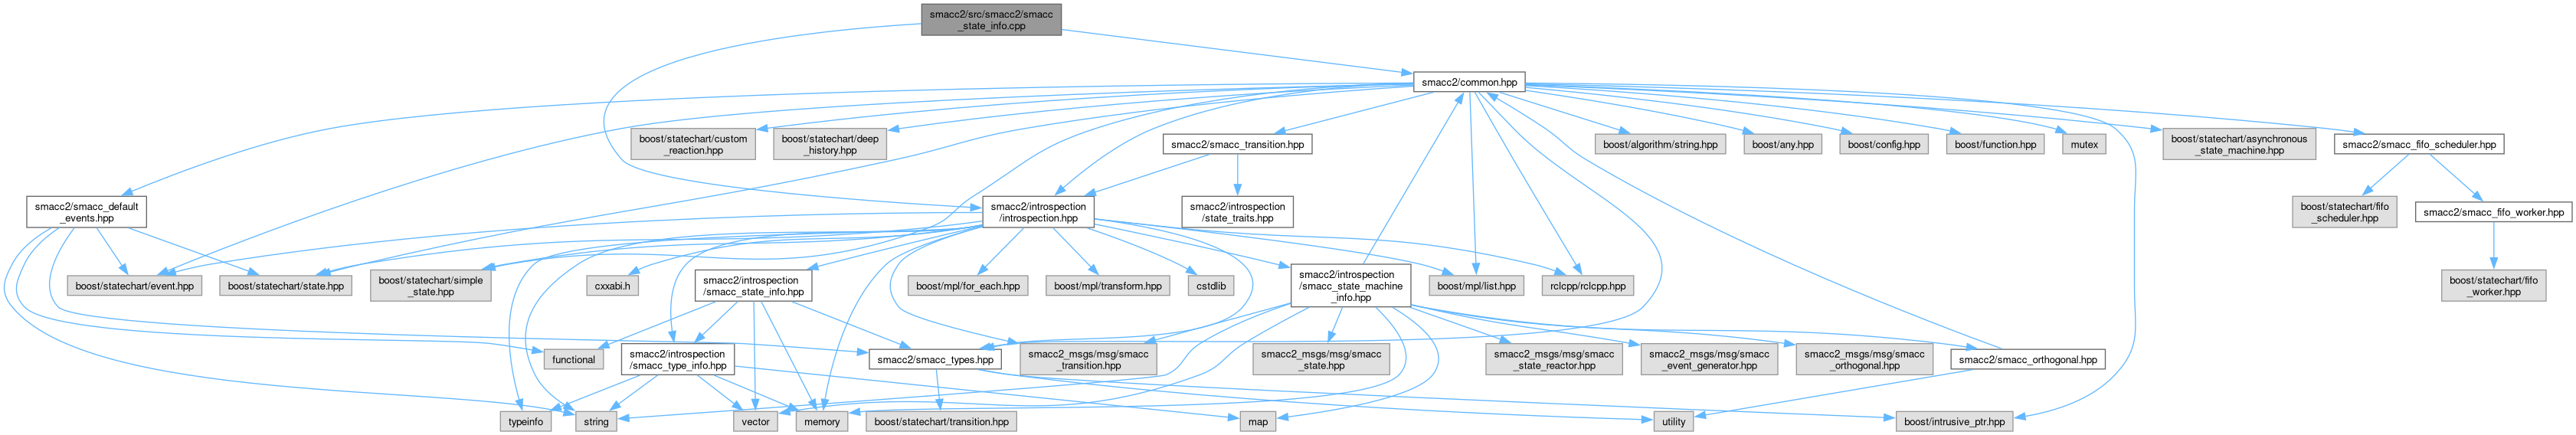 smacc2/src/smacc2/smacc
_state_info.cpp
smacc2/common.hpp
boost/statechart/custom
_reaction.hpp
boost/statechart/deep
_history.hpp
smacc2/smacc_transition.hpp
boost/algorithm/string.hpp
boost/any.hpp
boost/config.hpp
boost/function.hpp
mutex
boost/statechart/asynchronous
_state_machine.hpp
smacc2/smacc_fifo_scheduler.hpp
smacc2/smacc_default
_events.hpp
smacc2/introspection
/introspection.hpp
smacc2/introspection
/state_traits.hpp
boost/statechart/fifo
_scheduler.hpp
smacc2/smacc_fifo_worker.hpp
boost/statechart/event.hpp
boost/statechart/state.hpp
boost/statechart/simple
_state.hpp
cxxabi.h
smacc2/introspection
/smacc_state_info.hpp
boost/mpl/for_each.hpp
boost/mpl/transform.hpp
cstdlib
smacc2/introspection
/smacc_state_machine
_info.hpp
boost/mpl/list.hpp
rclcpp/rclcpp.hpp
boost/statechart/fifo
_worker.hpp
functional
smacc2/introspection
/smacc_type_info.hpp
smacc2/smacc_types.hpp
smacc2_msgs/msg/smacc
_transition.hpp
smacc2_msgs/msg/smacc
_state.hpp
smacc2_msgs/msg/smacc
_state_reactor.hpp
smacc2_msgs/msg/smacc
_event_generator.hpp
smacc2_msgs/msg/smacc
_orthogonal.hpp
smacc2/smacc_orthogonal.hpp
typeinfo
string
vector
memory
boost/statechart/transition.hpp
map
utility
boost/intrusive_ptr.hpp